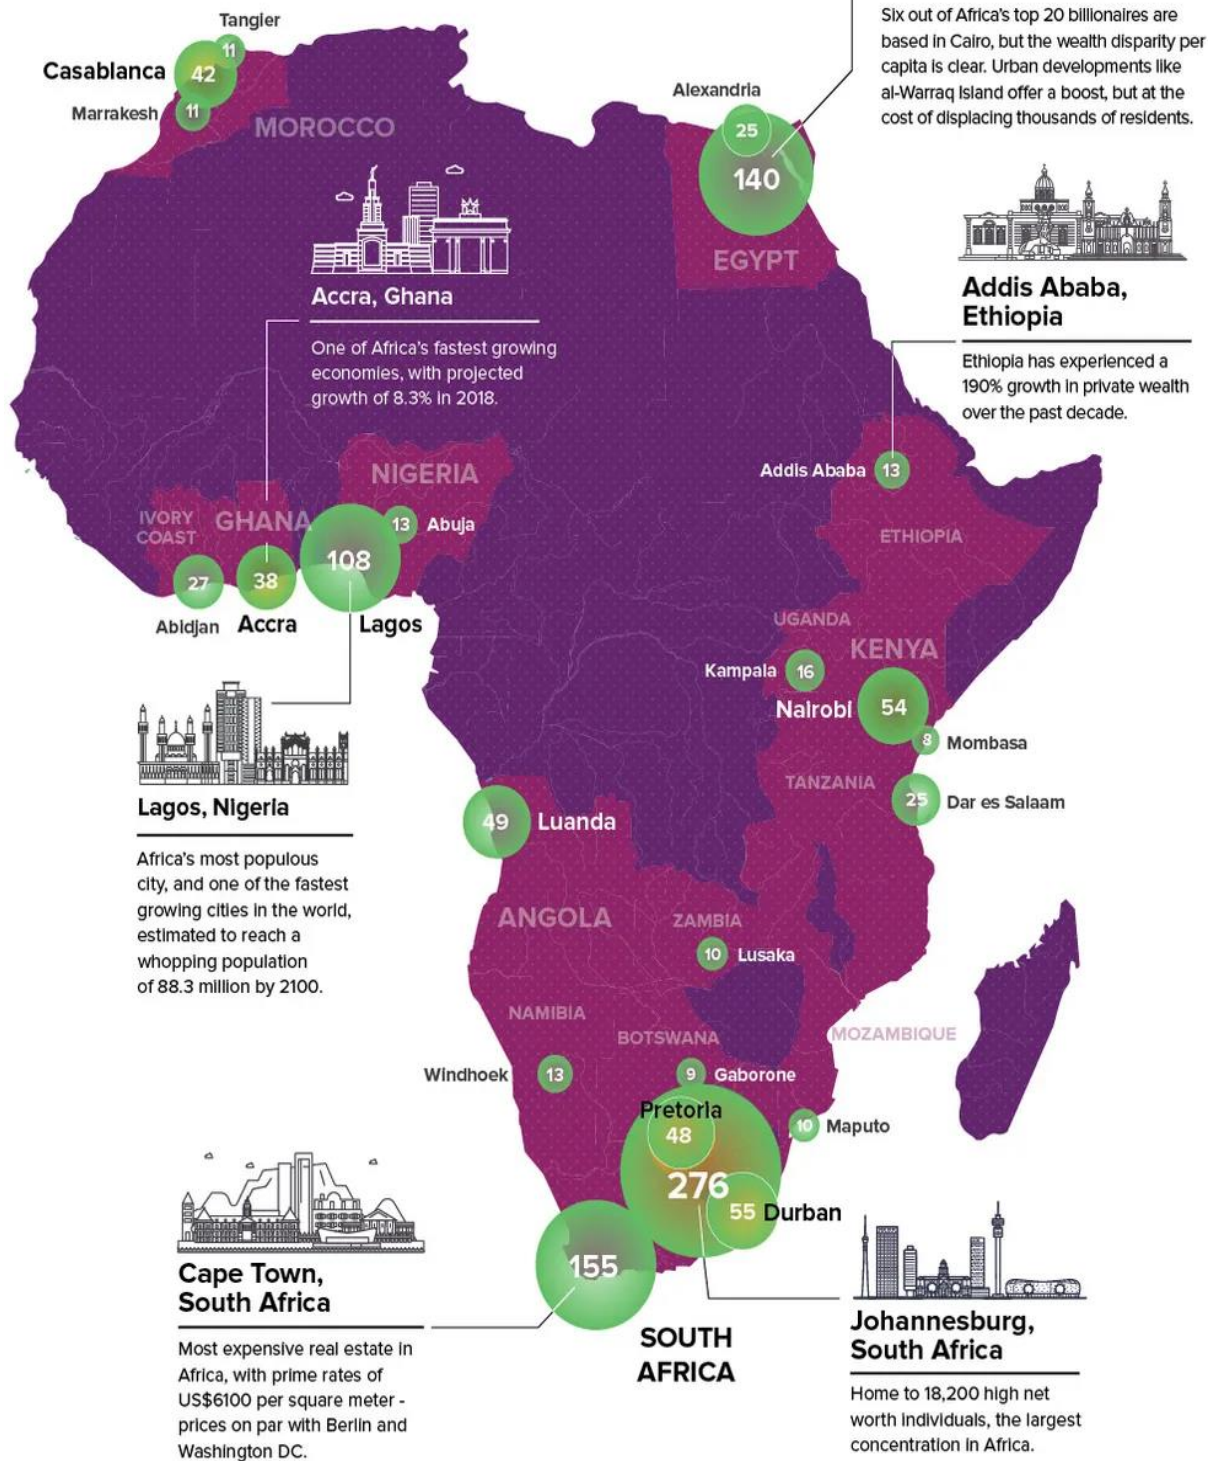 Six out of Africa's top 20 billionaires are
based in Cairo, but the wealth disparity per
capita is clear. Urban developments like
al-Warraq Island offer a boost, but at the
cost of displacing thousands of residents.
Tangier
11
Casablanca
42
Marrakesh
11
MOROCCO
Alexandria
25
140
EGYPT
Accra, Ghana
One of Africa's fastest growing
economies, with projected
growth of 8.3% in 2018.
Addis Ababa,
Ethiopia
Ethiopia has experienced a
190% growth in private wealth
over the past decade.
Addis Ababa
13
ETHIOPIA
NIGERIA
13
Abuja
IVORY
COAST
GHANA
27
38
108
Abidjan
Accra
Lagos
UGANDA
KENYA
Kampala
16
Nairobi
54
8
Mombasa
TANZANIA
25
Dar es Salaam
Lagos, Nigeria
Africa's most populous
city, and one of the fastest
growing cities in the world,
estimated to reach a
whopping population
of 88.3 million by 2100.
49
Luanda
ANGOLA
ZAMBIA
10
Lusaka
NAMIBIA
BOTSWANA
MOZAMBIQUE
Windhoek
13
9
Gaborone
Pretoria
48
10
Maputo
276
55
Durban
155
SOUTH
AFRICA
Cape Town,
South Africa
Most expensive real estate in
Africa, with prime rates of
US$6100 per square meter -
prices on par with Berlin and
Washington DC.
Johannesburg,
South Africa
Home to 18,200 high net
worth individuals, the largest
concentration in Africa.